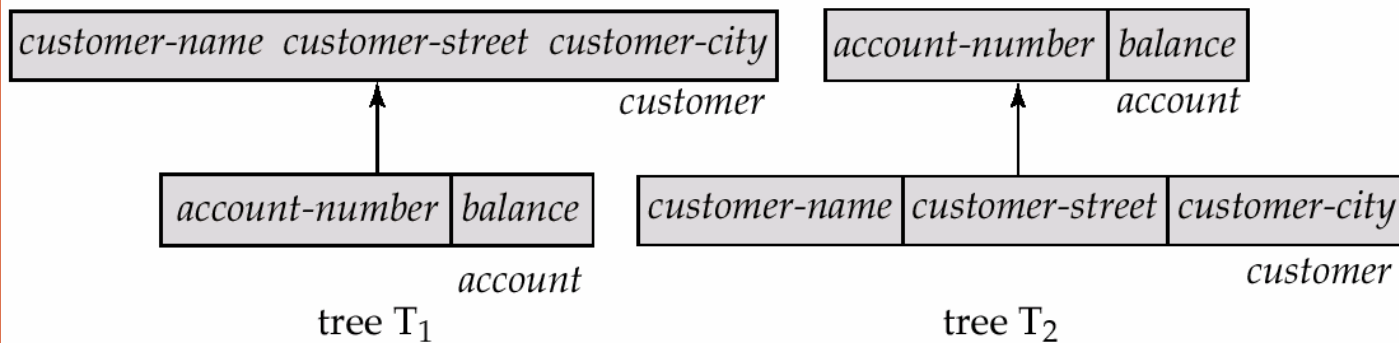 customer-name customer-street customer-city
customer
account-number balance
account
tree T₁
account-number balance
account
customer-name customer-street customer-city
customer
tree T₂